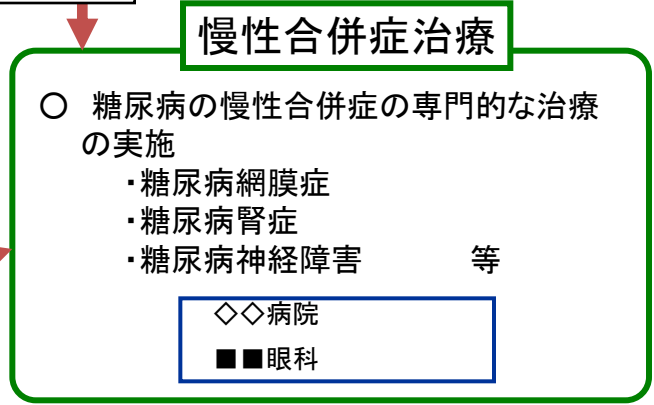 慢性合併症治療
○ 糖尿病の慢性合併症の専門的な治療
の実施
・糖尿病網膜症
・糖尿病腎症
・糖尿病神経障害 等
◇◇病院
■■眼科